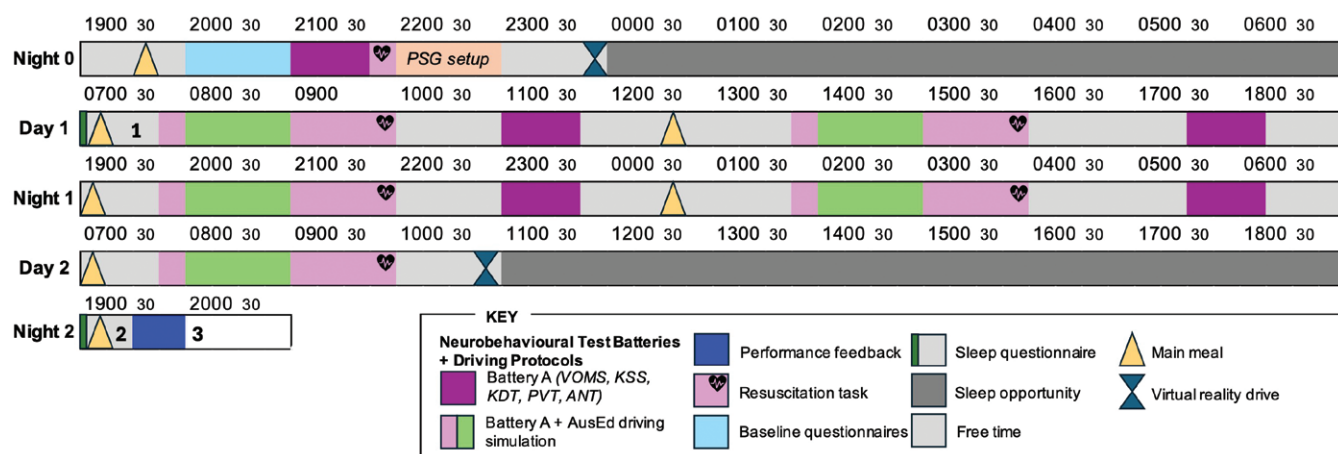 1900 30 2000 30 2100 30 2200 30 2300 30 0000 30 0100 30 0200 30 0300 30 0400 30 0500 30 0600 30
Night 0
PSG setup
0700 30 0800 30 0900 1000 30 1100 30 1200 30 1300 30 1400 30 1500 30 1600 30 1700 30 1800 30
Day 1
1
1900 30 2000 30 2100 30 2200 30 2300 30 0000 30 0100 30 0200 30 0300 30 0400 30 0500 30 0600 30
Night 1
0700 30 0800 30 0900 30 1000 30 1100 30 1200 30 1300 30 1400 30 1500 30 1600 30 1700 30 1800 30
Day 2
1900 30 2000 30
Night 2
2
3
KEY
Neurobehavioural Test Batteries
+ Driving Protocols
Battery A (VOMS, KSS,
KDT, PVT, ANT)
Battery A + AusEd driving
simulation
Performance feedback
Resuscitation task
Baseline questionnaires
Sleep questionnaire
Sleep opportunity
Free time
Main meal
Virtual reality drive